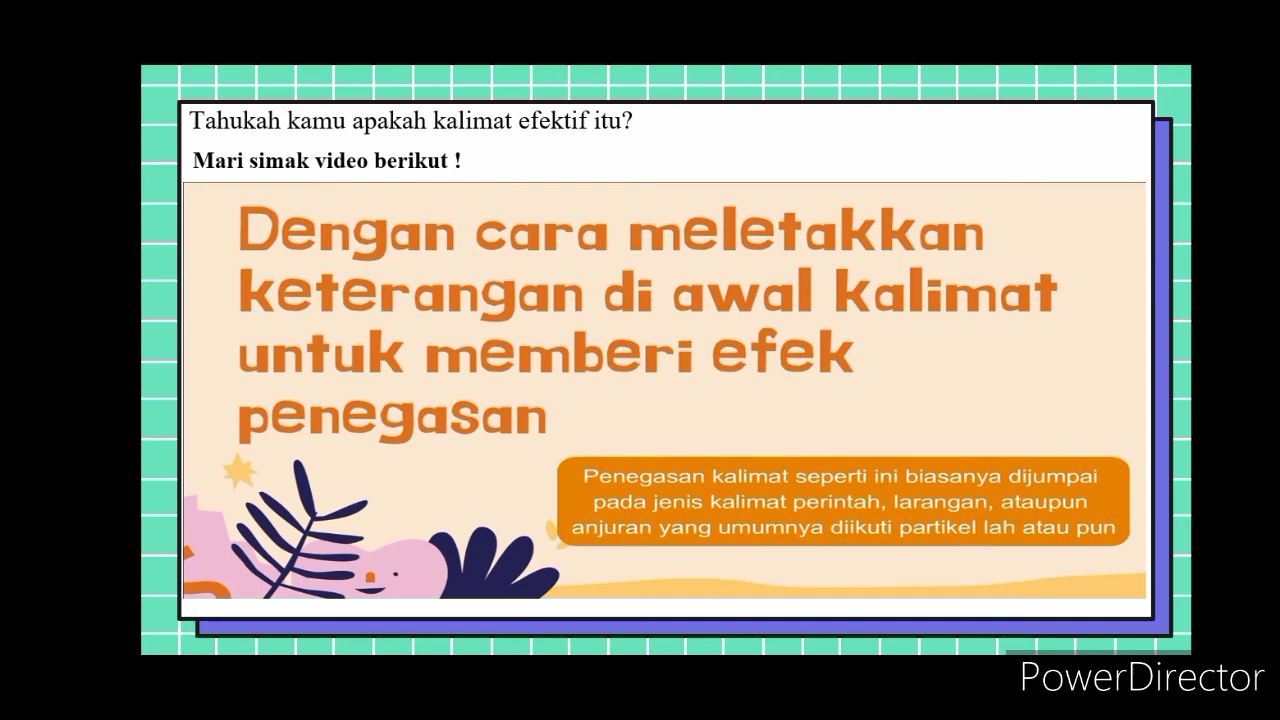 Tahukah kamu apakah kalimat efektif itu?
Mari simak video berikut !
Dengan cara meletakkan
keterangan di awal kalimat
untuk memberi efek
penegasan
Penegasan kalimat seperti ini biasanya dijumpai
pada jenis kalimat perintah, larangan, ataupun
anjuran yang umumnya diikuti partikel lah atau pun
PowerDirector